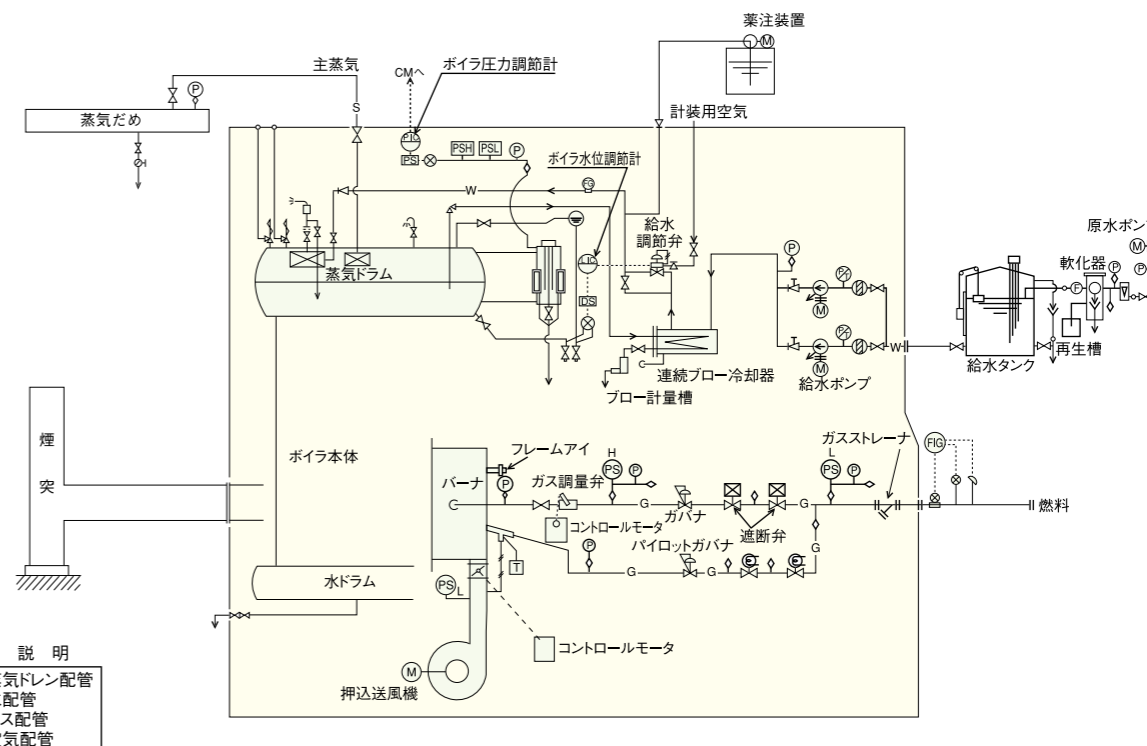 薬注装置
主蒸気
CMへ
ボイラ圧力調節計
P
計装用空気
蒸気だめ
S
PIC
PS
PSH
PSL
P
ボイラ水位調節計
W
FG
給水
調節弁
原水ポン
M
P
LIC
P
軟化器
P
蒸気ドラム
F
DS
M
M
W
再生槽
連続ブロー冷却器
給水ポンプ
給水タンク
ブロー計量槽
煙
突
ボイラ本体
フレームアイ
ガスストレーナ
FIG
H
L
バーナ
P
ガス調量弁
PS
P
PS
P
G
ガバナ
G
燃料
コントロールモータ
遮断弁
P
パイロットガバナ
G
T
G
G
水ドラム
PS
L
コントロールモータ
M
押込送風機
説 明
気ドレン配管
配管
ス配管
気配管